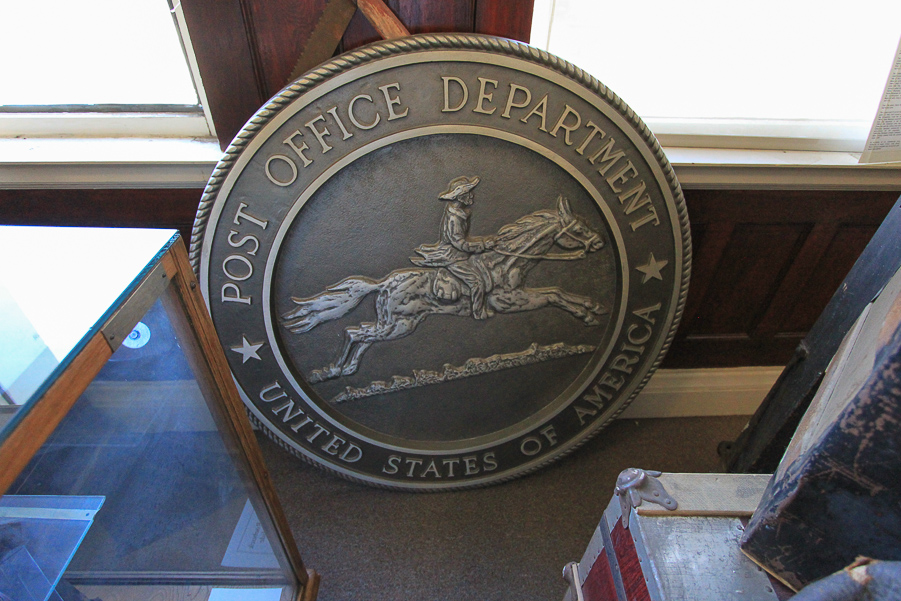 POST OFFICE DEPARTMENT
UNITED STATES OF AMERICA